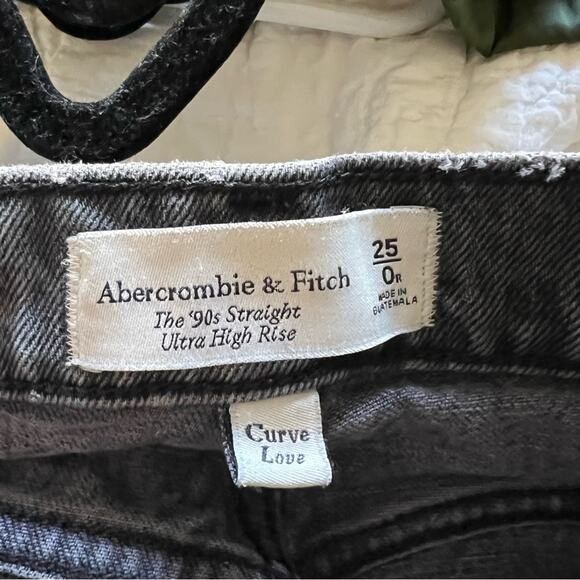 Abercrombie & Fitch
The '90s Straight
Ultra High Rise
25
0R
MADE IN
GUATEMALA
Curve
Love